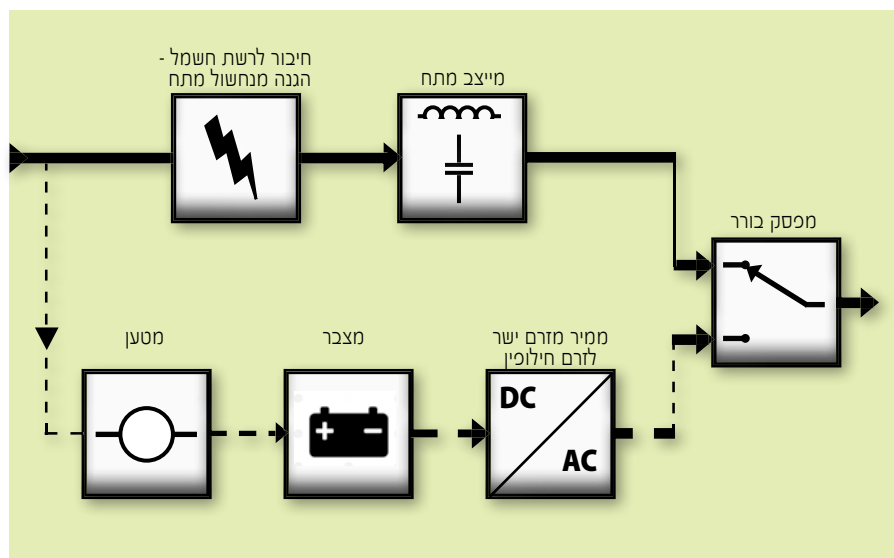 חיבור לרשת חשמל -
הגנה מנחשול מתח
מייצב מתח
מפסק בורר
מטען
מצבר
ממיר מזרם ישר
לזרם חילופין
DC
AC